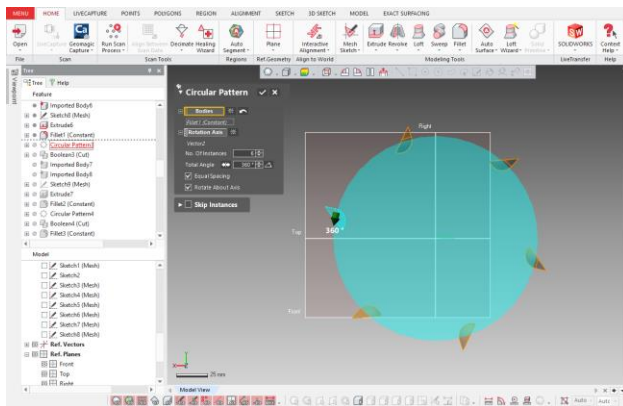 MENU HOME LIVECAPTURE POINTS POLYGONS REGION ALIGNMENT SKETCH 3D SKETCH MODEL EXACT SURFACING
Open Geomagic Capture Run Scan Process Decimate Healing Wizard Auto Segment Plane Interactive Alignment Mesh Sketch Extrude Revolve Loft Sweep Fillet Auto Surface Loft Wizard SOLIDWORKS Context Help
File Scan Scan Tools Regions Ref.Geometry Align to World Modeling Tools LiveTransfer Help
Tree
Tree Help
Viewpoint
Feature
Imported Body6
Sketch8 (Mesh)
Extrude6
Fillet1 (Constant)
Circular Pattern3
Boolean3 (Cut)
Imported Body7
Imported Body8
Sketch9 (Mesh)
Extrude7
Fillet2 (Constant)
Circular Pattern4
Boolean4 (Cut)
Fillet3 (Constant)
Model
Sketch1 (Mesh)
Sketch2
Sketch3 (Mesh)
Sketch4 (Mesh)
Sketch5 (Mesh)
Sketch6 (Mesh)
Sketch7 (Mesh)
Sketch8 (Mesh)
Ref. Vectors
Ref. Planes
Front
Top
Right
Circular Pattern
Bodies
Fillet1 (Constant)
Rotation Axis
Vector2
No. Of Instances 6
Total Angle 360 °
Equal Spacing
Rotate About Axis
Skip Instances
Right
Top
360°
Front
25 mm
Model View
Auto Auto